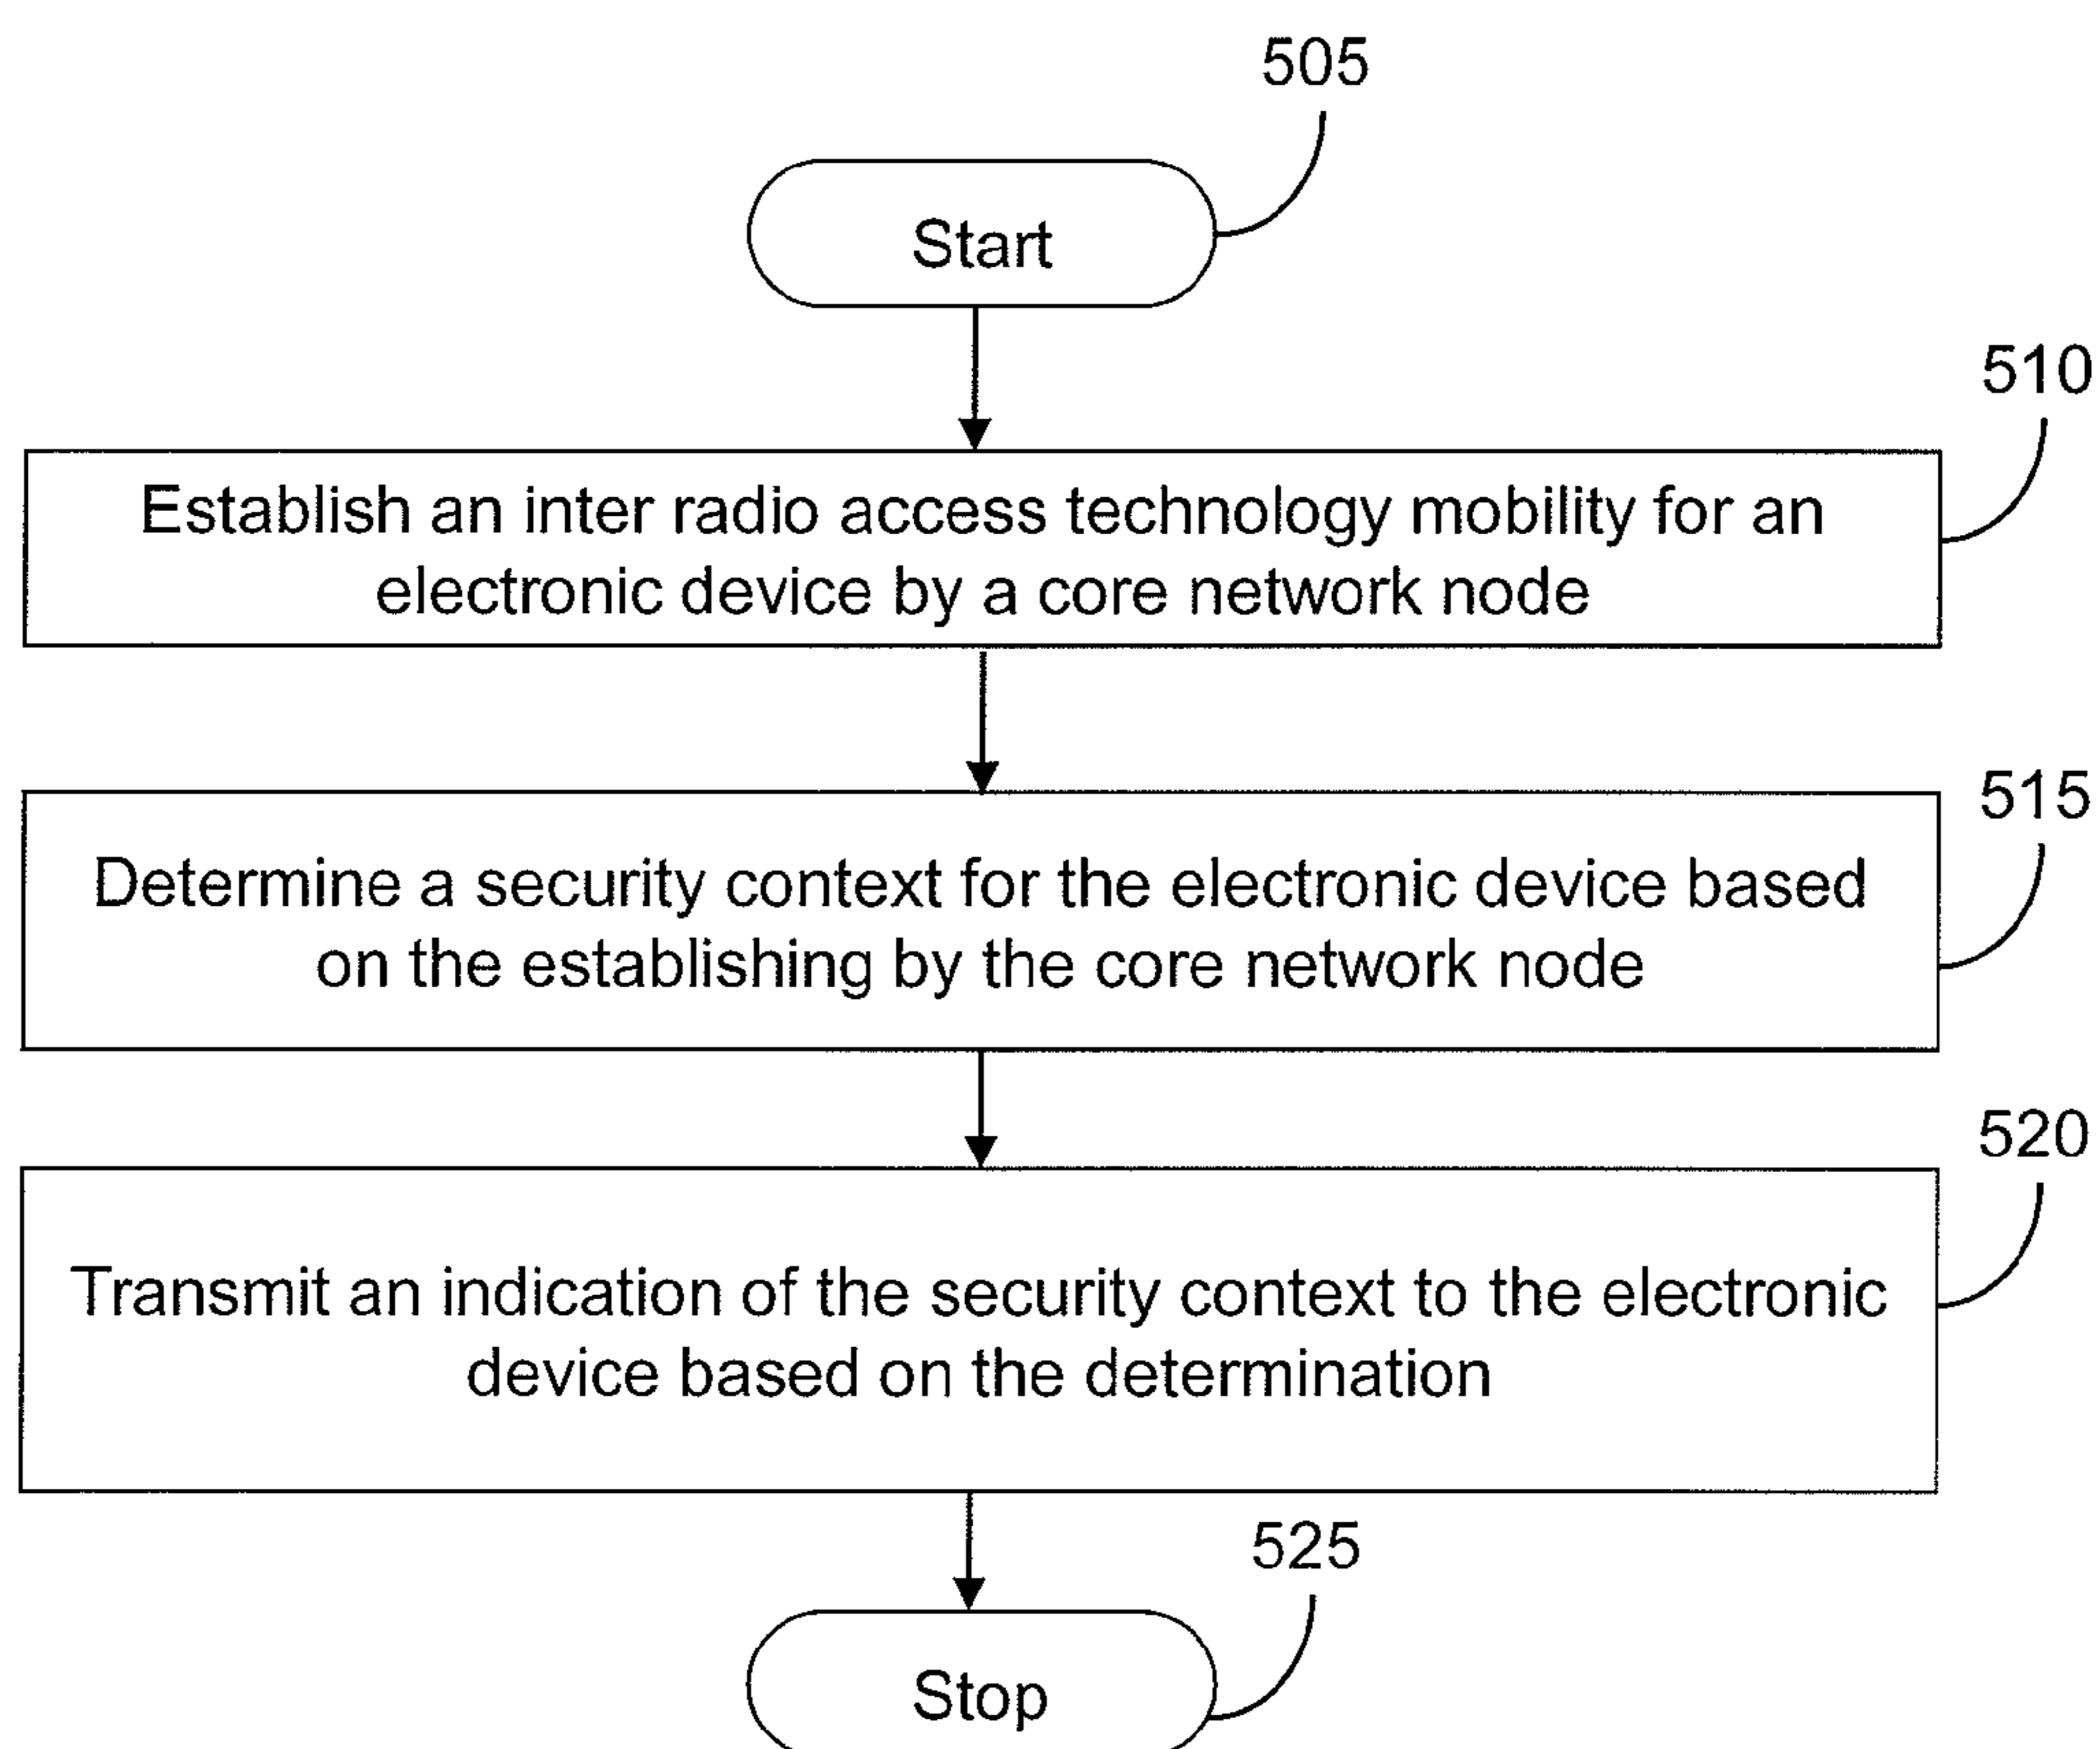 505
Start
510
Establish an inter radio access technology mobility for an
electronic device by a core network node
515
Determine a security context for the electronic device based
on the establishing by the core network node
520
Transmit an indication of the security context to the electronic
device based on the determination
525
Stop